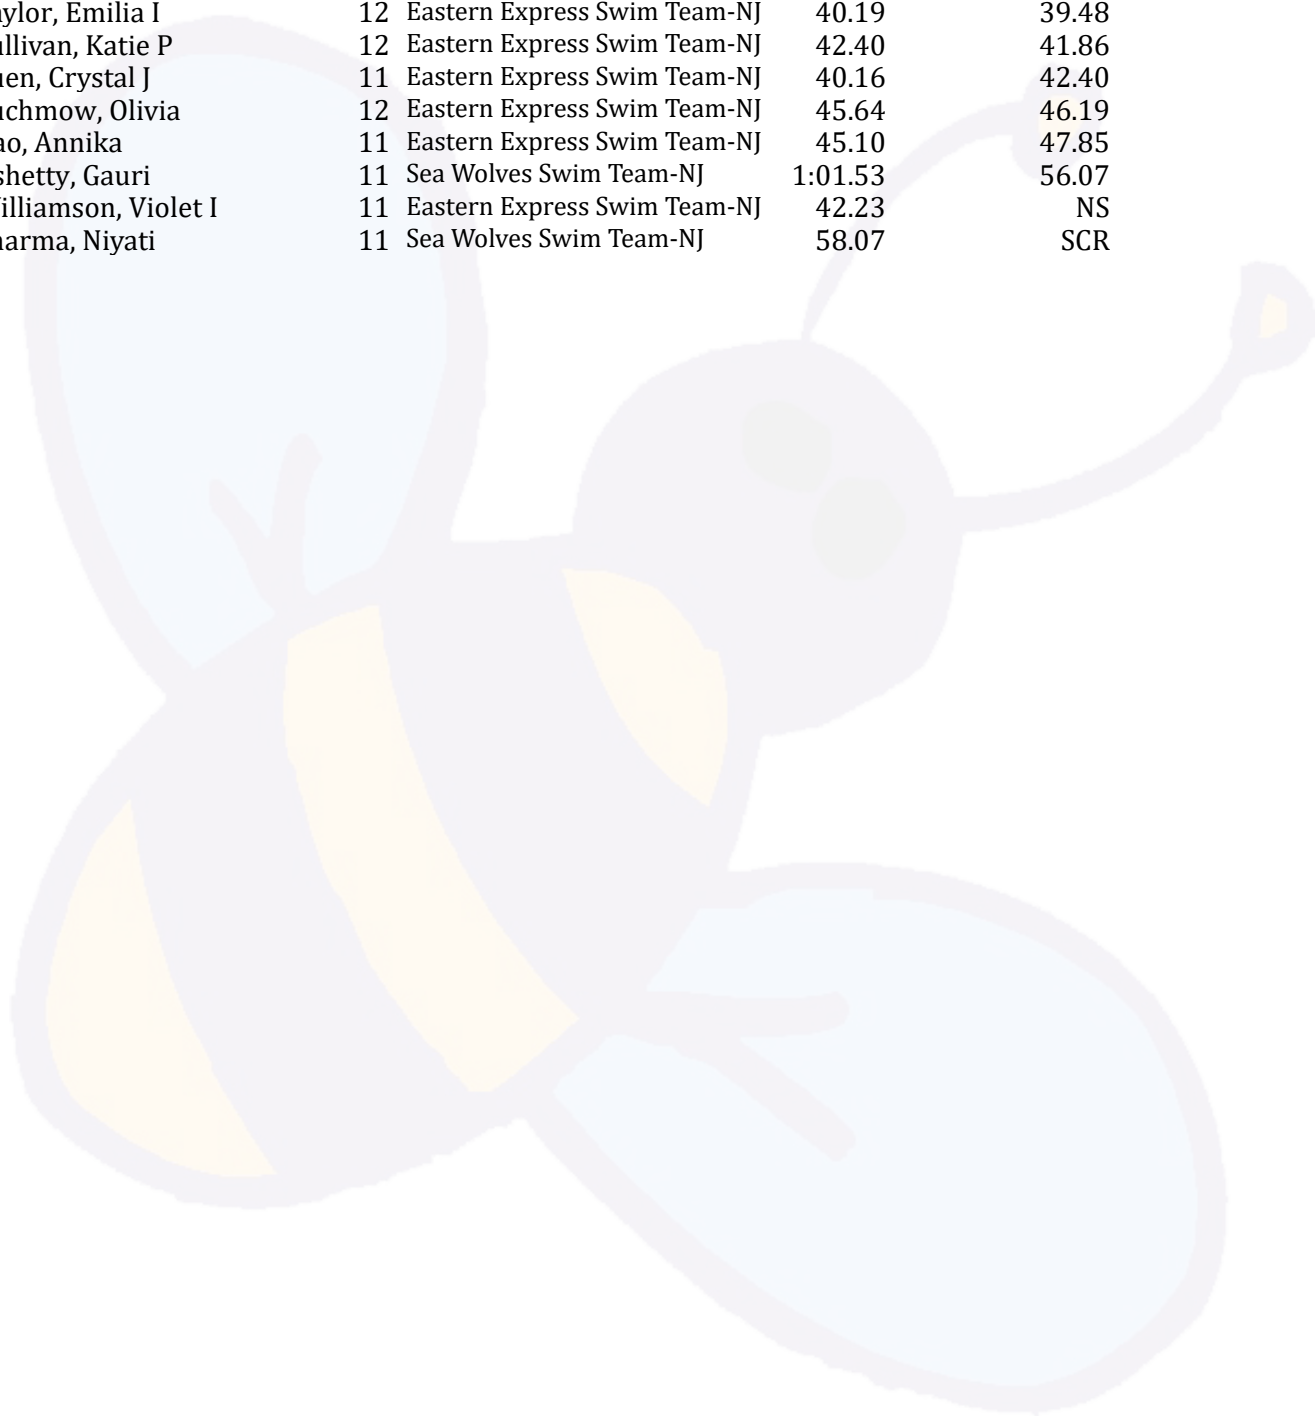 aylor, Emilia I 12 Eastern Express Swim Team-NJ 40.19 39.48
ullivan, Katie P 12 Eastern Express Swim Team-NJ 42.40 41.86
uen, Crystal J 11 Eastern Express Swim Team-NJ 40.16 42.40
uchmow, Olivia 12 Eastern Express Swim Team-NJ 45.64 46.19
ao, Annika 11 Eastern Express Swim Team-NJ 45.10 47.85
shetty, Gauri 11 Sea Wolves Swim Team-NJ 1:01.53 56.07
illiamson, Violet I 11 Eastern Express Swim Team-NJ 42.23 NS
harma, Niyati 11 Sea Wolves Swim Team-NJ 58.07 SCR